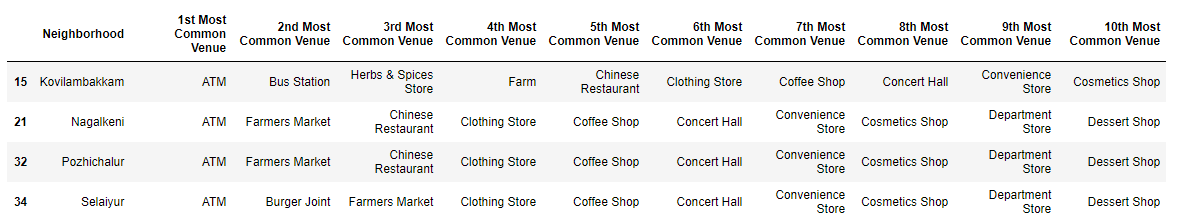 Neighborhood 1st Most Common Venue 2nd Most Common Venue 3rd Most Common Venue 4th Most Common Venue 5th Most Common Venue 6th Most Common Venue 7th Most Common Venue 8th Most Common Venue 9th Most Common Venue 10th Most Common Venue
15 Kovilambakkam ATM Bus Station Herbs & Spices Store Farm Chinese Restaurant Clothing Store Coffee Shop Concert Hall Convenience Store Cosmetics Shop
21 Nagalkeni ATM Farmers Market Chinese Restaurant Clothing Store Coffee Shop Concert Hall Convenience Store Cosmetics Shop Department Store Dessert Shop
32 Pozhichalur ATM Farmers Market Chinese Restaurant Clothing Store Coffee Shop Concert Hall Convenience Store Cosmetics Shop Department Store Dessert Shop
34 Selaiyur ATM Burger Joint Farmers Market Clothing Store Coffee Shop Concert Hall Convenience Store Cosmetics Shop Department Store Dessert Shop